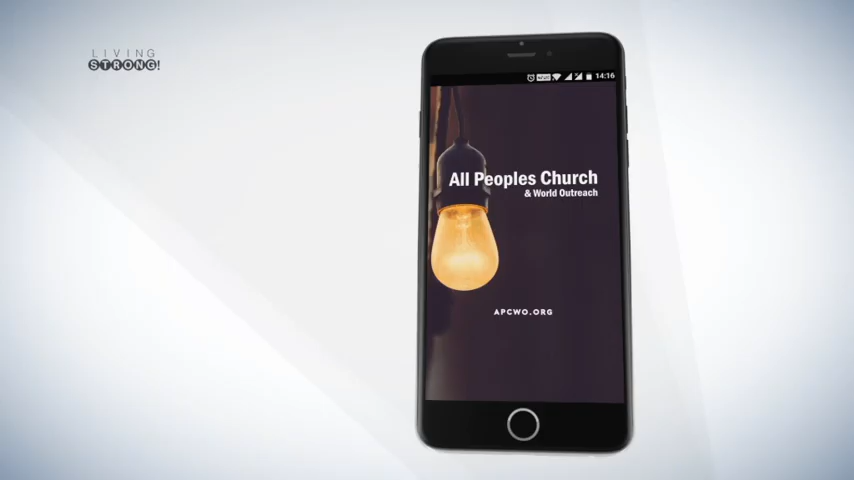 LIVING
STRONG!
14:16
All Peoples Church
& World Outreach
APCWO.ORG